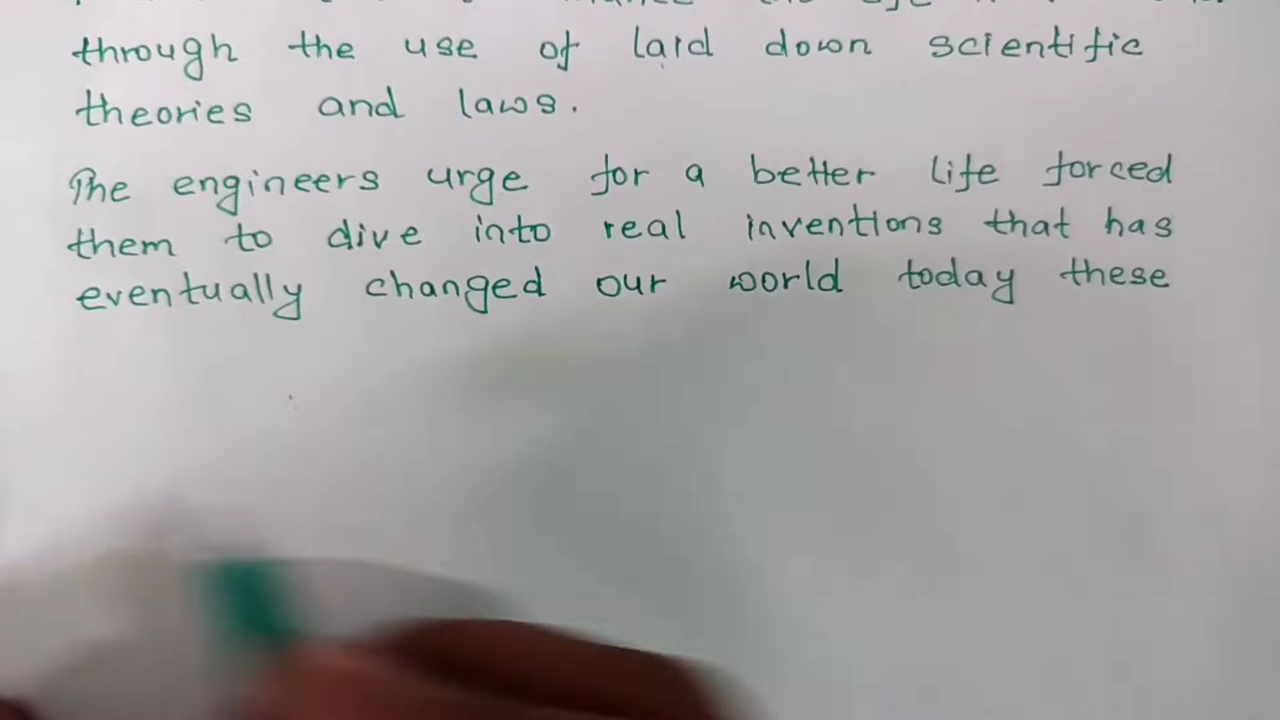 through the use of laid down scientific
theories and laws.
The engineers urge for a better life forced
them to dive into real inventions that has
eventually changed our world today these